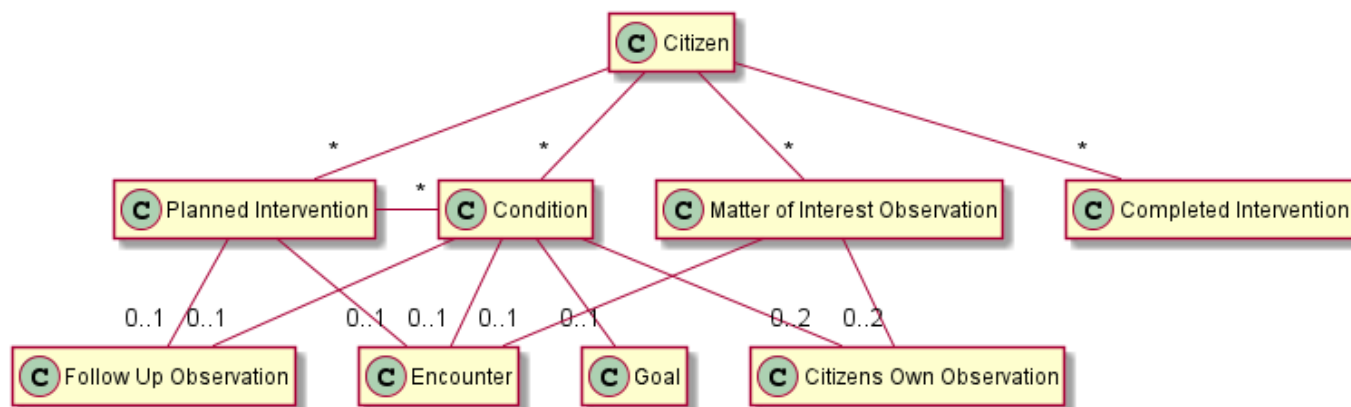 C Citizen
* * * *
C Planned Intervention * C Condition C Matter of Interest Observation C Completed Intervention
0..1 0..1 0..1 0..1 0..1 0..1 0..2 0..2
C Follow Up Observation C Encounter C Goal C Citizens Own Observation